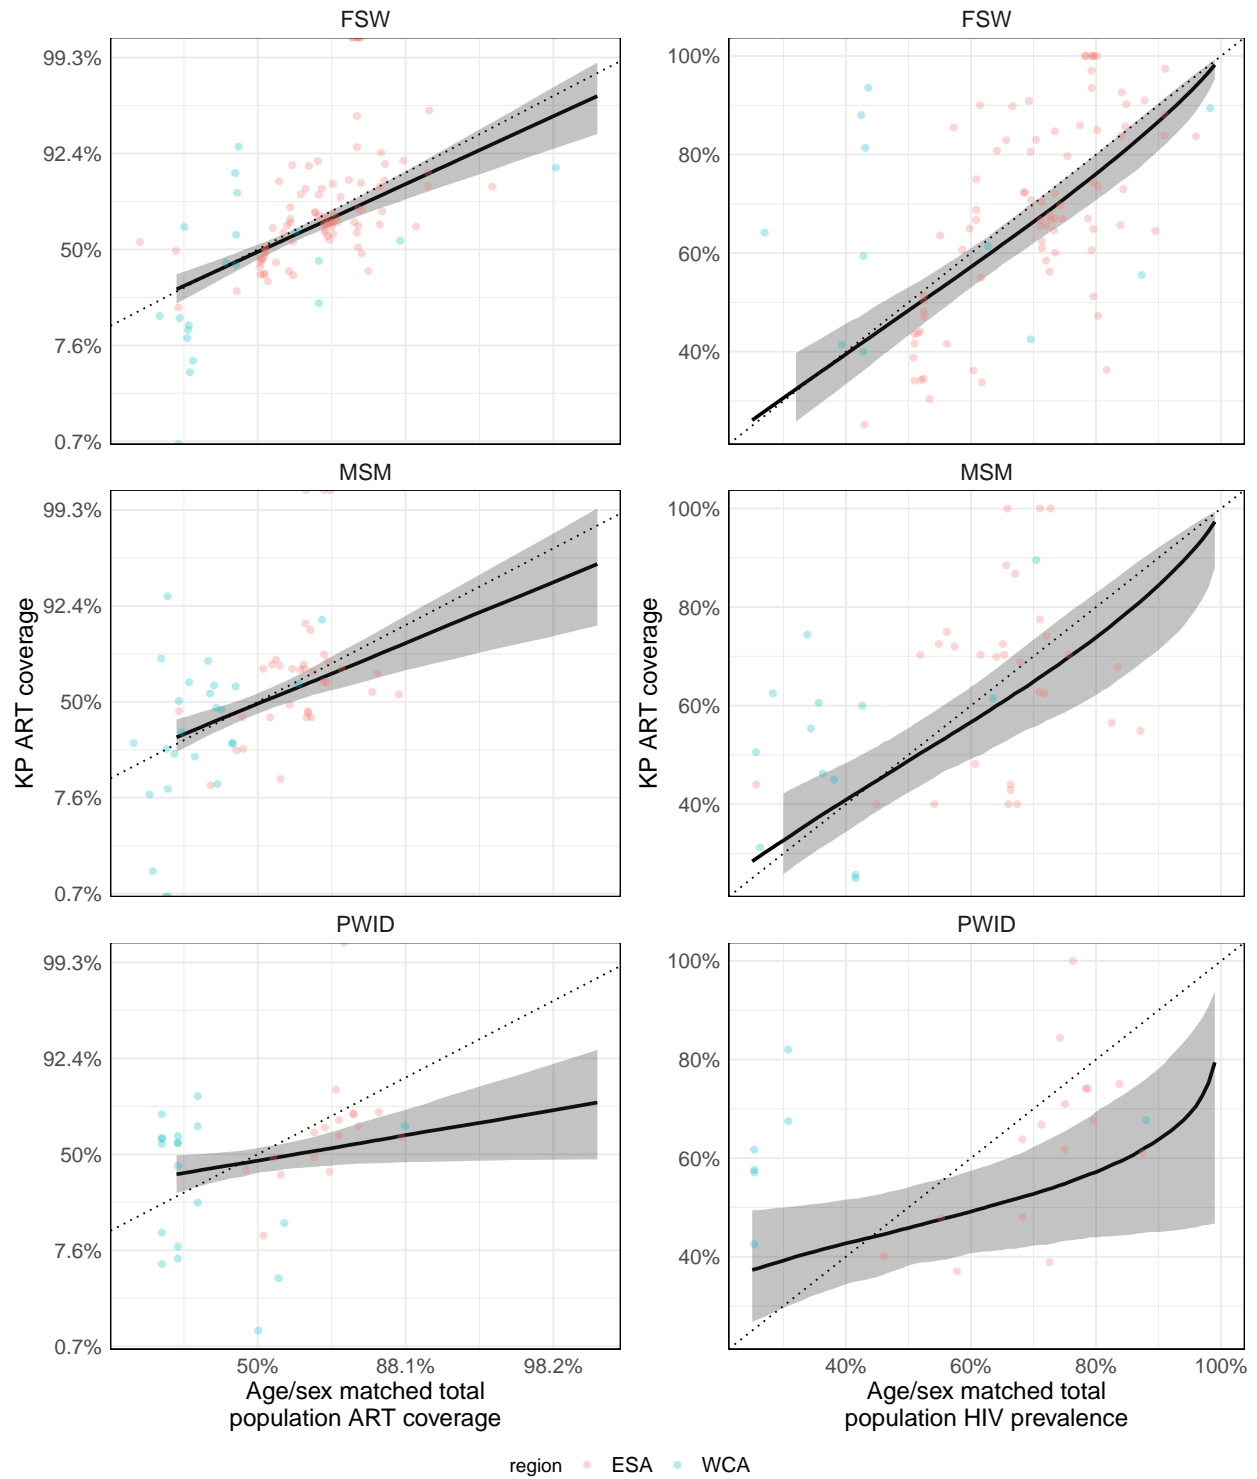 FSW
FSW
99.3%
92.4%
50%
7.6%
0.7%
100%
80%
60%
40%
MSM
MSM
99.3%
92.4%
50%
7.6%
0.7%
100%
80%
60%
40%
KP ART coverage
KP ART coverage
PWID
PWID
99.3%
92.4%
50%
7.6%
0.7%
100%
80%
60%
40%
50% 88.1% 98.2%
40% 60% 80% 100%
Age/sex matched total
population ART coverage
Age/sex matched total
population HIV prevalence
region ESA WCA